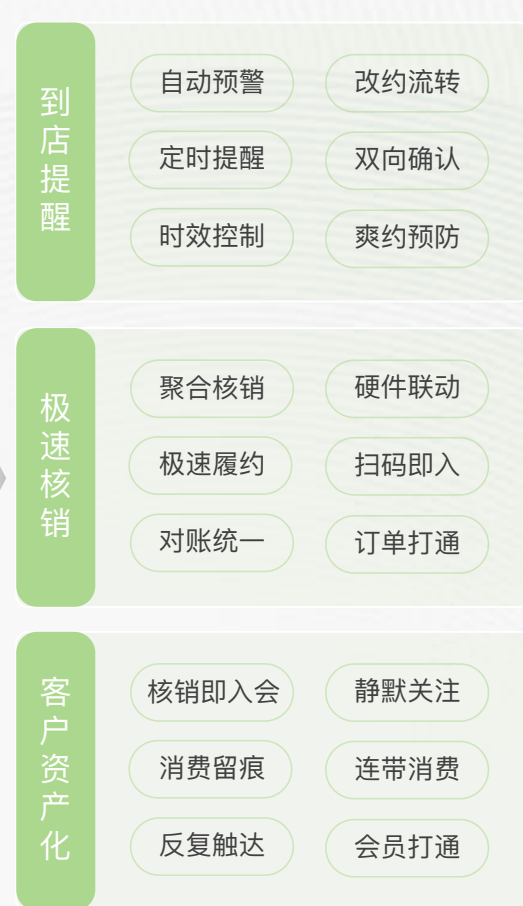 到店提醒
自动预警 改约流转
定时提醒 双向确认
时效控制 爽约预防
极速核销
聚合核销 硬件联动
极速履约 扫码即入
对账统一 订单打通
客户资产化
核销即入会 静默关注
消费留痕 连带消费
反复触达 会员打通